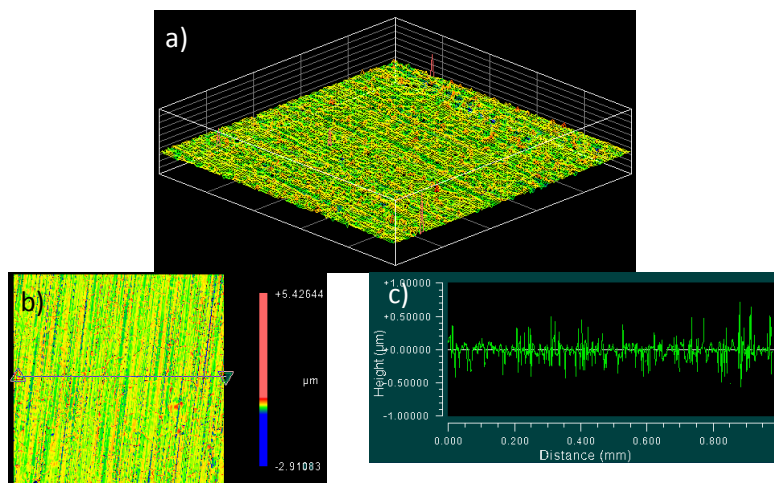 a)
b)
+5.42644
µm
-2.91083
c)
+1.00000
+0.50000
+0.00000
-0.50000
-1.00000
Height (µm)
0.000 0.200 0.400 0.600 0.800
Distance (mm)